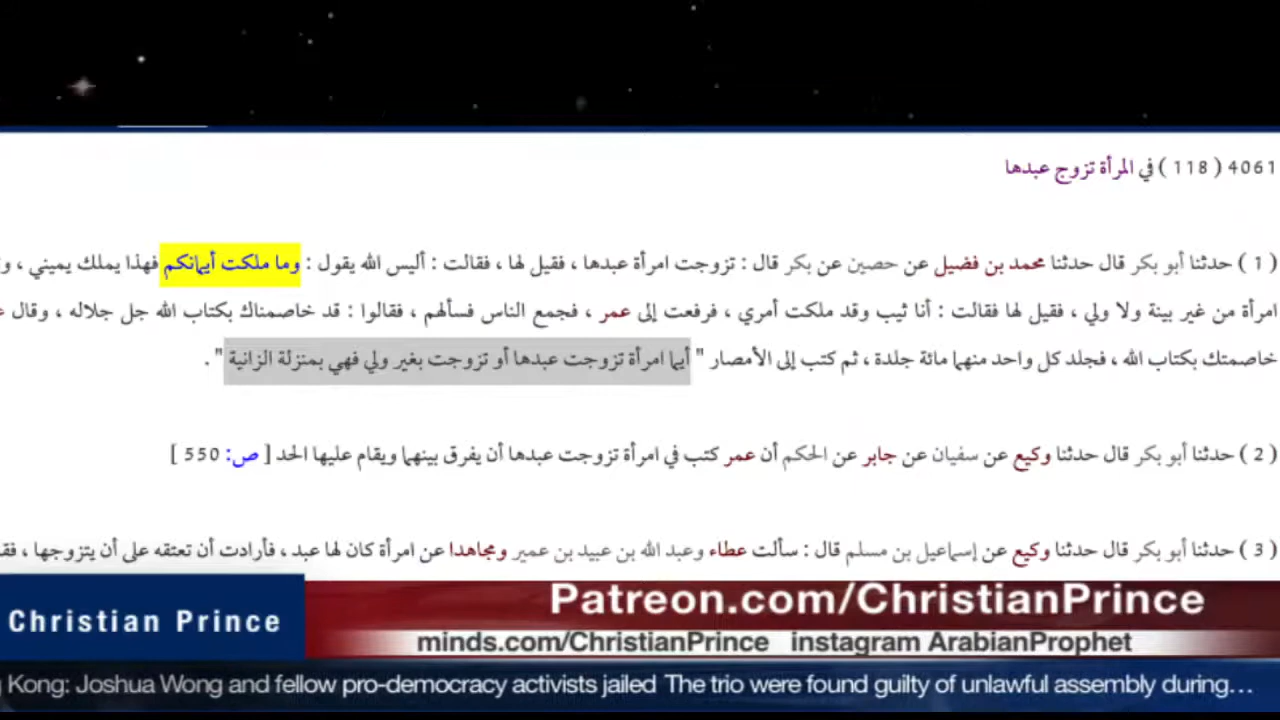 4061 ( 118 ) في المرأة تزوج عبدها
( 1 ) حدثنا أبو بكر قال حدثنا محمد بن فضيل عن حصين عن بكر قال : تزوجت امرأة عبدها ، فقيل لها ، فقالت : أليس الله يقول : وما ملكت أيمانكم فهذا يملك يميني ،
امرأة من غير بينة ولا ولي ، فقيل لها فقالت : أنا ثيب وقد ملكت أمري ، فرفعت إلى عمر ، فجمع الناس فسألهم ، فقالوا : قد خاصمناك بكتاب الله جل جلاله ، وقال
خاصمتك بكتاب الله ، فجلد كل واحد منهما مائة جلدة ، ثم كتب إلى الأمصار " أيما امرأة تزوجت عبدها أو تزوجت بغير ولي فهي بمنزلة الزانية " .
( 2 ) حدثنا أبو بكر قال حدثنا وكيع عن سفيان عن جابر عن الحكم أن عمر كتب في امرأة تزوجت عبدها أن يفرق بينهما ويقام عليها الحد [ ص: 550 ]
( 3 ) حدثنا أبو بكر قال حدثنا وكيع عن إسماعيل بن مسلم قال : سألت عطاء وعبد الله بن عبيد بن عمير ومجاهدا عن امرأة كان لها عبد ، فأرادت أن تعتقه على أن يتزوجها ،
Christian Prince
Patreon.com/ChristianPrince
minds.com/ChristianPrince instagram ArabianProphet
Kong: Joshua Wong and fellow pro-democracy activists jailed The trio were found guilty of unlawful assembly during...